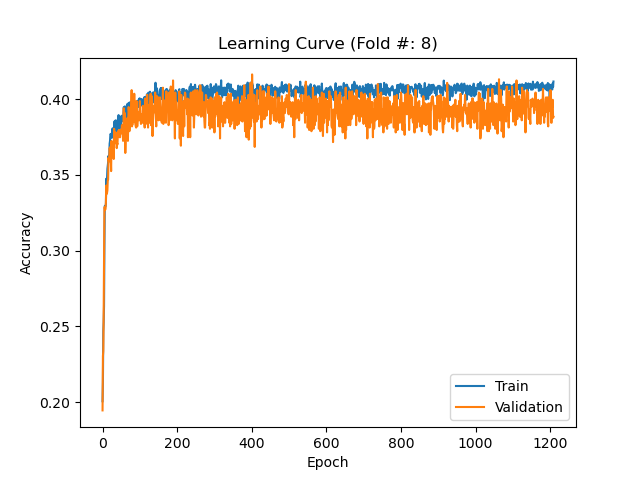 Learning Curve (Fold #: 8)
Accuracy
0.40
0.35
0.30
0.25
0.20
Train
Validation
0 200 400 600 800 1000 1200
Epoch